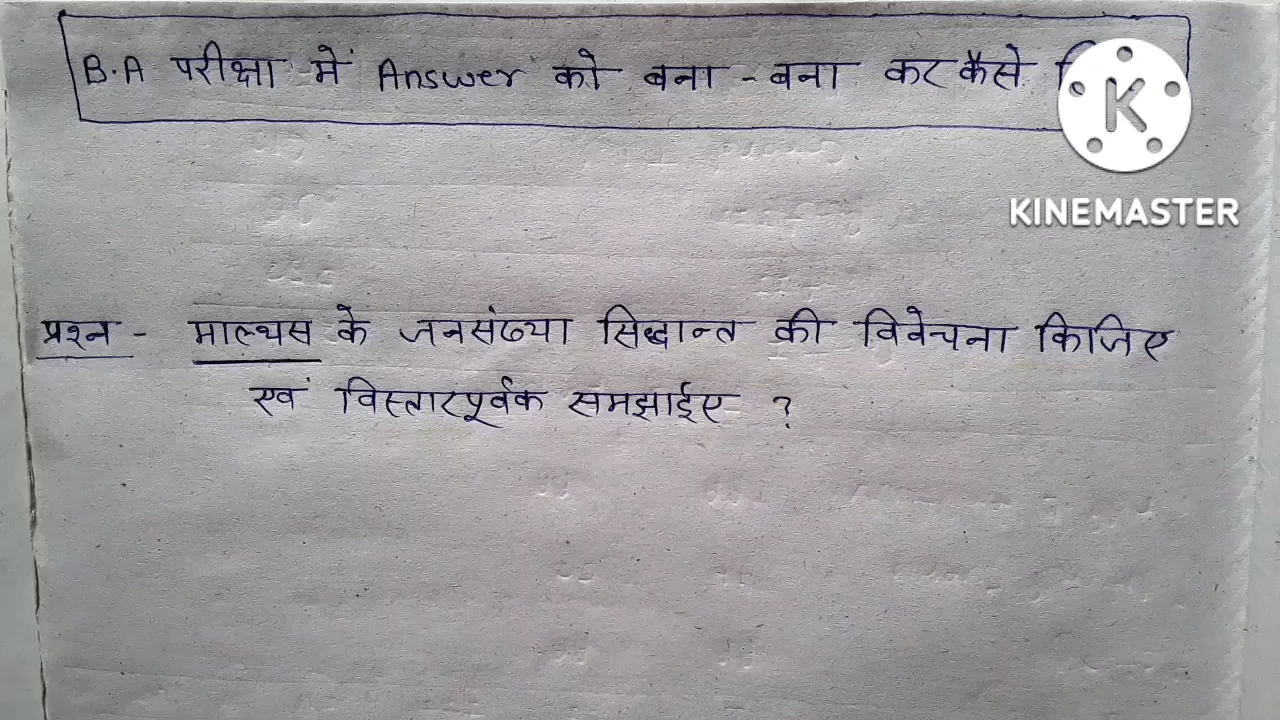 B.A परीक्षा में Answer को बना - बना कर कैसे
K
KINEMASTER
प्रश्न - माल्थस के जनसंख्या सिद्धान्त की विवेचना किजिए
एवं विस्तारपूर्वक समझाईए ?